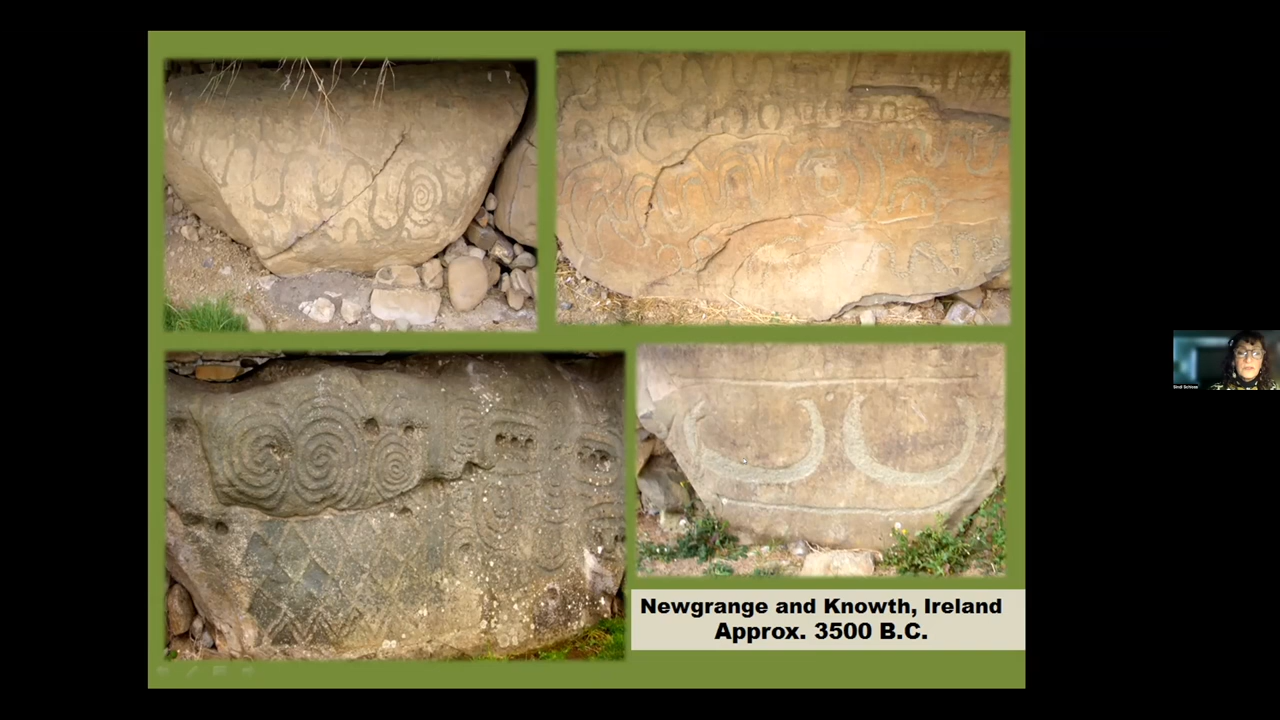 Newgrange and Knowth, Ireland
Approx. 3500 B.C.